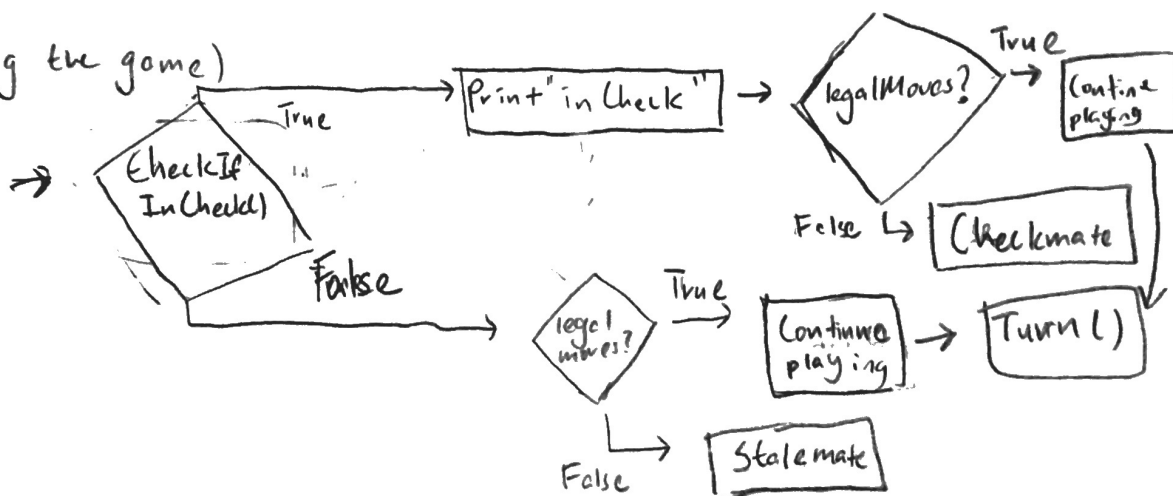 g the game)
True
CheckIf
InCheck()
Print "in Check"
legalMoves?
True
Contine
playing
False
Checkmate
False
legal
moves?
True
Continue
playing
Turn()
False
Stalemate